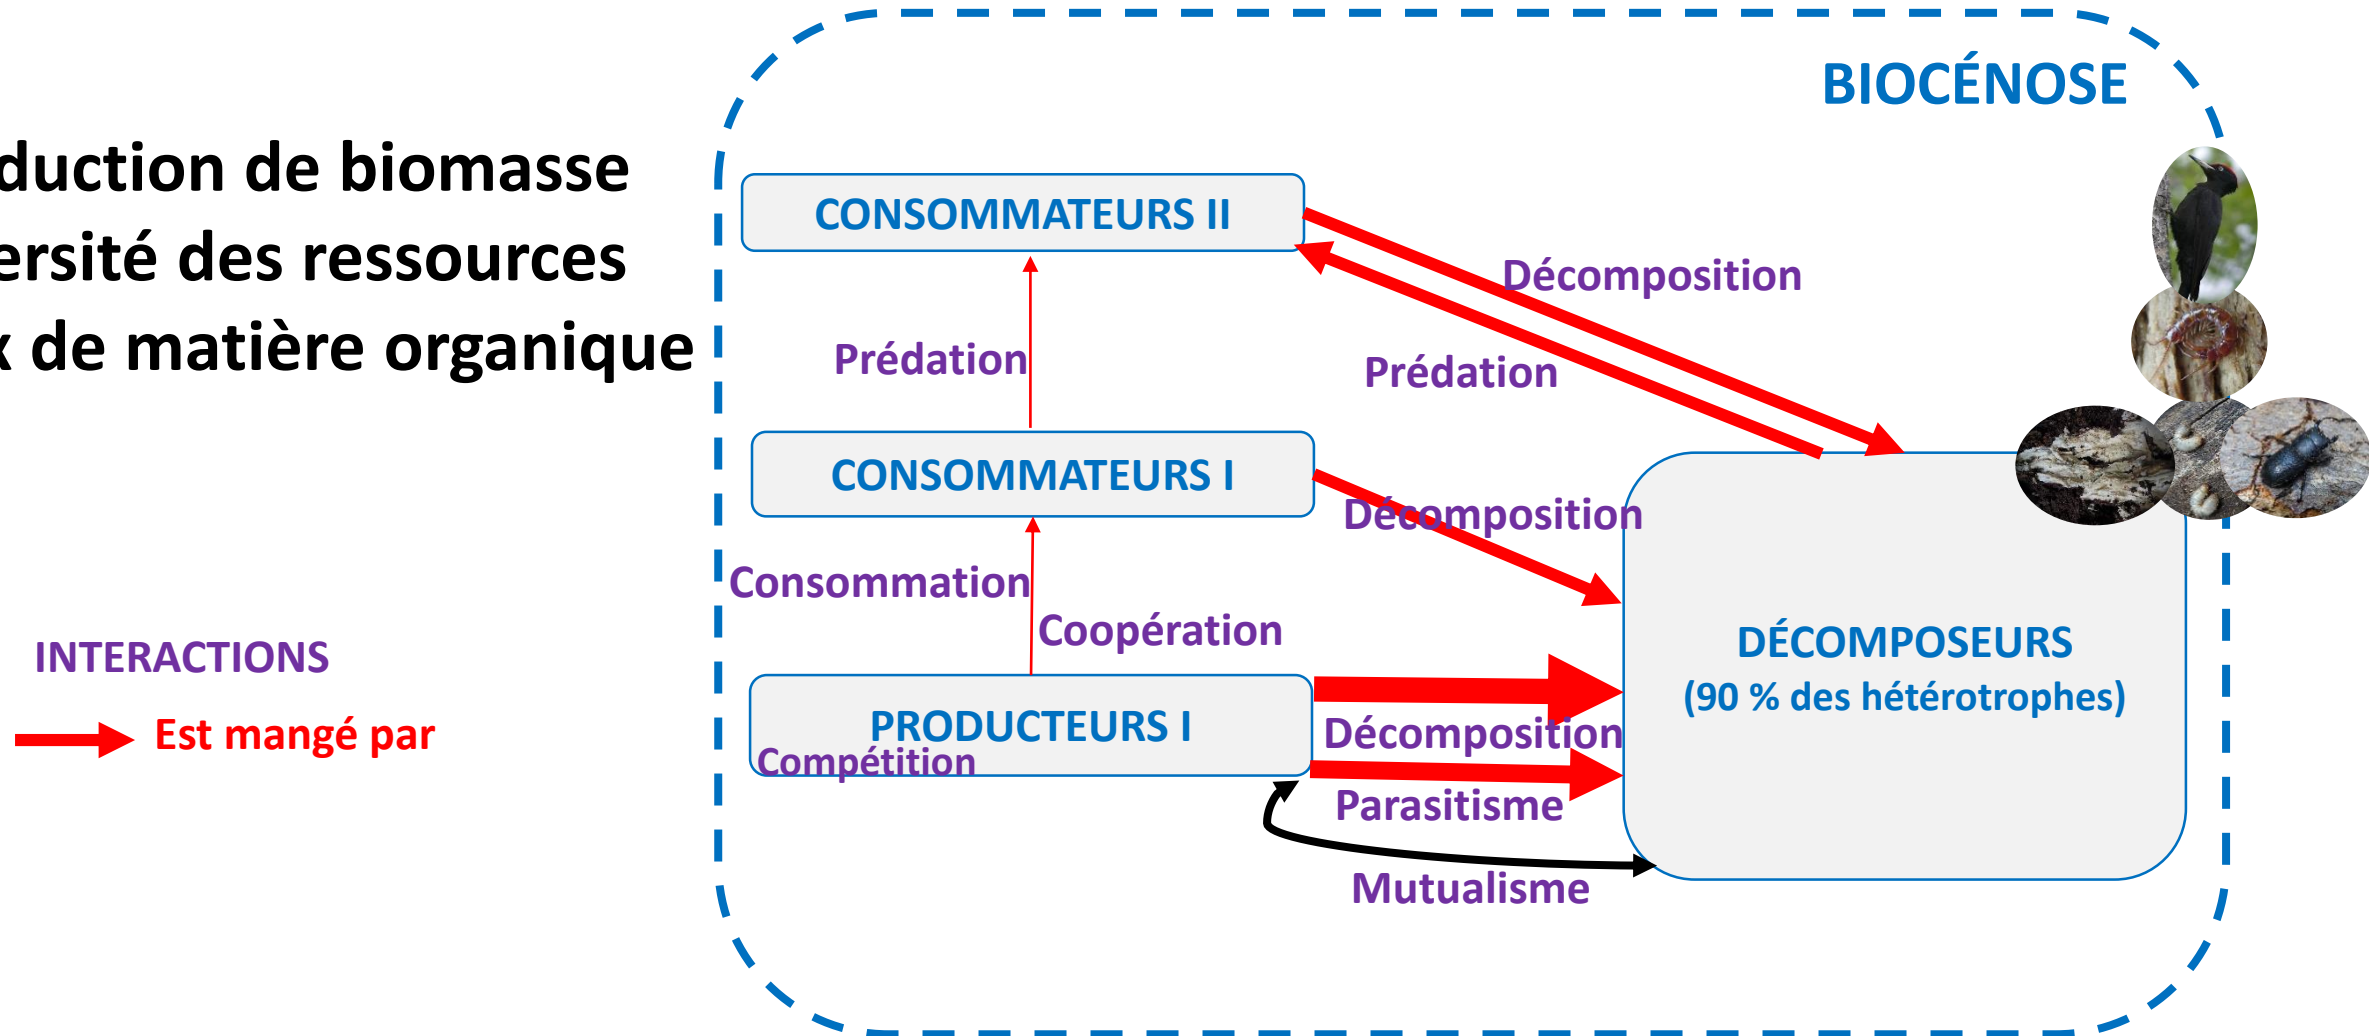 BIOCÉNOSE
duction de biomasse
ersité des ressources
x de matière organique
CONSOMMATEURS II
Décomposition
Prédation
Prédation
CONSOMMATEURS I
Décomposition
Consommation
Coopération
INTERACTIONS
Est mangé par
PRODUCTEURS I
Compétition
Décomposition
Parasitisme
Mutualisme
DÉCOMPOSEURS
(90 % des hétérotrophes)